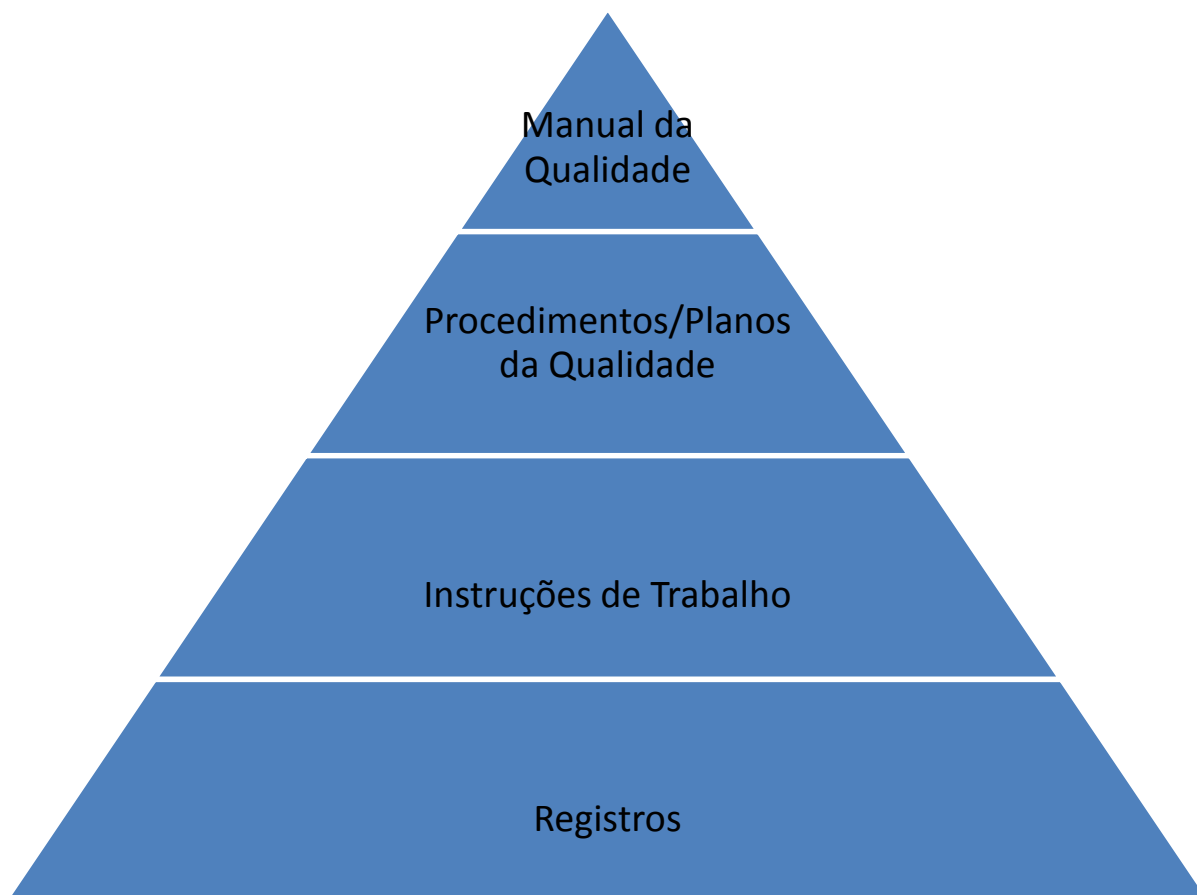 Manual da
Qualidade
Procedimentos/Planos
da Qualidade
Instruções de Trabalho
Registros